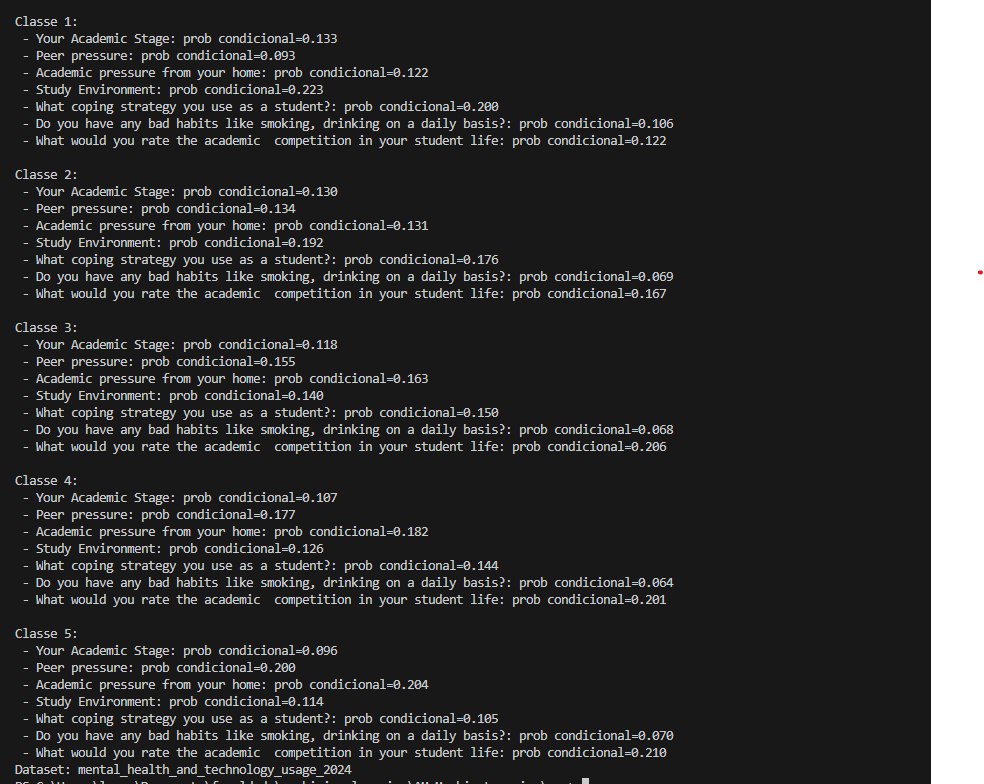 Classe 1:
- Your Academic Stage: prob condicional=0.133
- Peer pressure: prob condicional=0.093
- Academic pressure from your home: prob condicional=0.122
- Study Environment: prob condicional=0.223
- What coping strategy you use as a student?: prob condicional=0.200
- Do you have any bad habits like smoking, drinking on a daily basis?: prob condicional=0.106
- What would you rate the academic  competition in your student life: prob condicional=0.122
Classe 2:
- Your Academic Stage: prob condicional=0.130
- Peer pressure: prob condicional=0.134
- Academic pressure from your home: prob condicional=0.131
- Study Environment: prob condicional=0.192
- What coping strategy you use as a student?: prob condicional=0.176
- Do you have any bad habits like smoking, drinking on a daily basis?: prob condicional=0.069
- What would you rate the academic  competition in your student life: prob condicional=0.167
Classe 3:
- Your Academic Stage: prob condicional=0.118
- Peer pressure: prob condicional=0.155
- Academic pressure from your home: prob condicional=0.163
- Study Environment: prob condicional=0.140
- What coping strategy you use as a student?: prob condicional=0.150
- Do you have any bad habits like smoking, drinking on a daily basis?: prob condicional=0.068
- What would you rate the academic  competition in your student life: prob condicional=0.206
Classe 4:
- Your Academic Stage: prob condicional=0.107
- Peer pressure: prob condicional=0.177
- Academic pressure from your home: prob condicional=0.182
- Study Environment: prob condicional=0.126
- What coping strategy you use as a student?: prob condicional=0.144
- Do you have any bad habits like smoking, drinking on a daily basis?: prob condicional=0.064
- What would you rate the academic  competition in your student life: prob condicional=0.201
Classe 5:
- Your Academic Stage: prob condicional=0.096
- Peer pressure: prob condicional=0.200
- Academic pressure from your home: prob condicional=0.204
- Study Environment: prob condicional=0.114
- What coping strategy you use as a student?: prob condicional=0.105
- Do you have any bad habits like smoking, drinking on a daily basis?: prob condicional=0.070
- What would you rate the academic  competition in your student life: prob condicional=0.210
Dataset: mental_health_and_technology_usage_2024